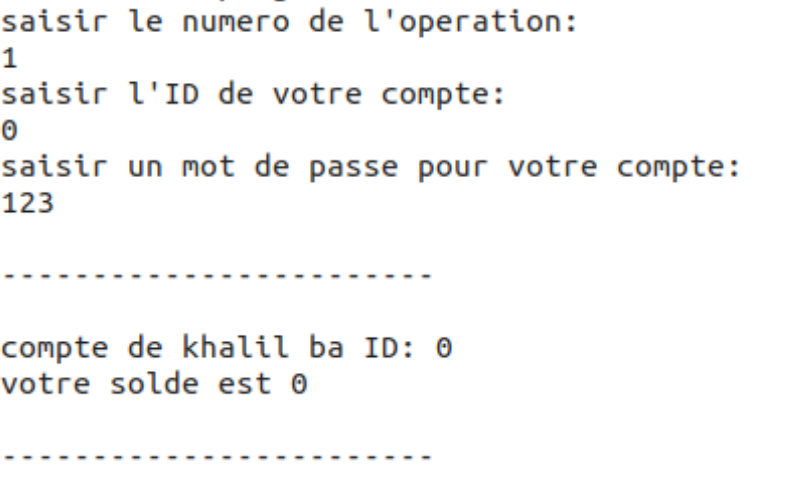 saisir le numero de l'operation:
1
saisir l'ID de votre compte:
0
saisir un mot de passe pour votre compte:
123
------------------------
compte de khalil ba ID: 0
votre solde est 0
------------------------